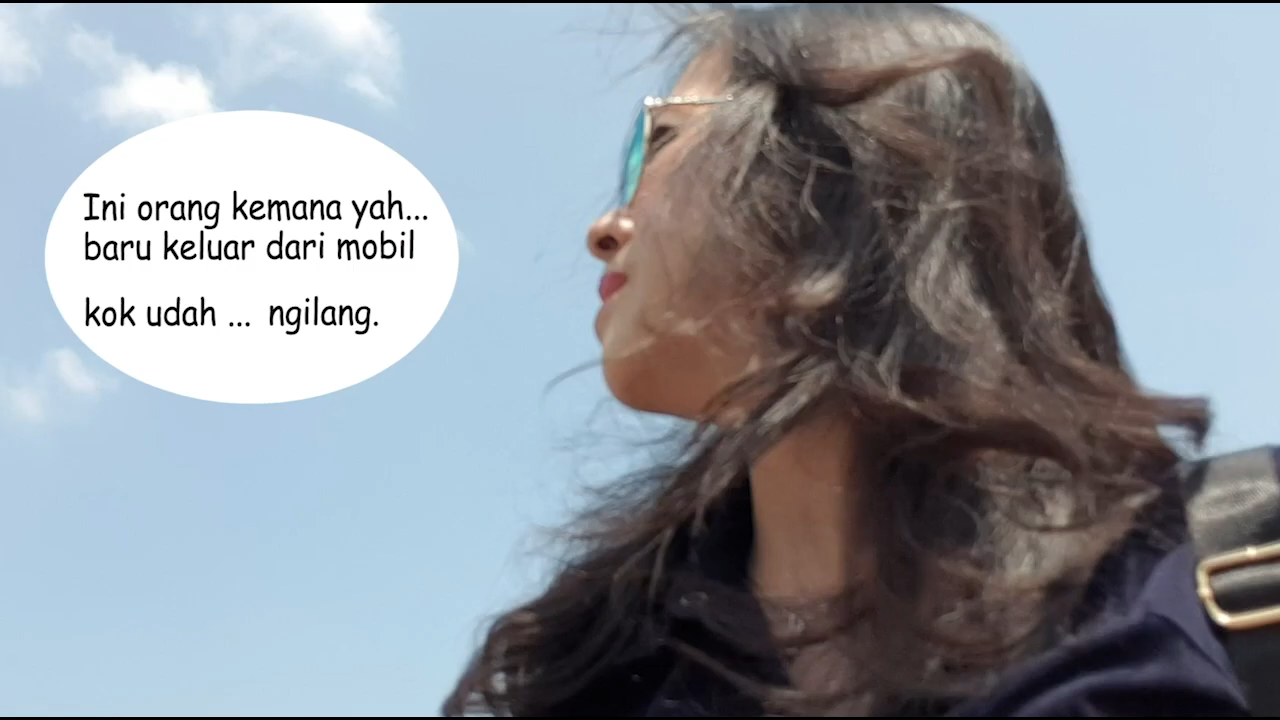 Ini orang kemana yah...
baru keluar dari mobil
kok udah ... ngilang.